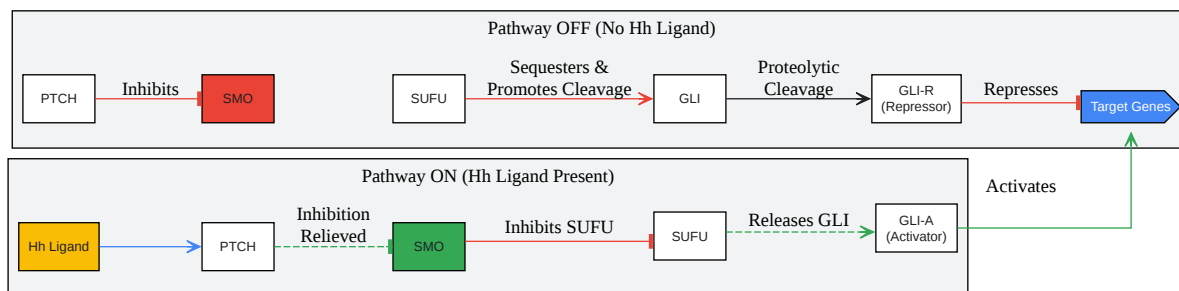 Pathway OFF (No Hh Ligand)
PTCH
Inhibits
SMO
SUFU
Sequesters &
Promotes Cleavage
GLI
Proteolytic
Cleavage
GLI-R
(Repressor)
Represses
Target Genes
Pathway ON (Hh Ligand Present)
Hh Ligand
PTCH
Inhibition
Relieved
SMO
Inhibits SUFU
SUFU
Releases GLI
GLI-A
(Activator)
Activates